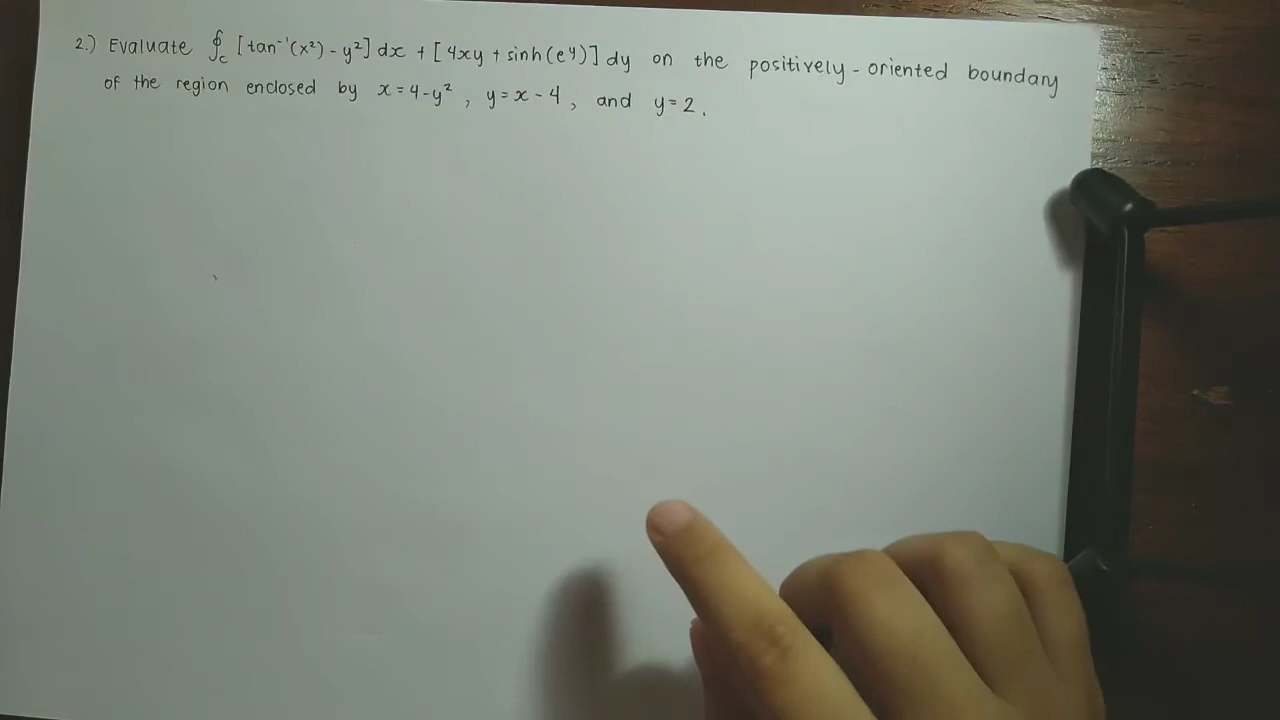 2.) Evaluate ∮_C [tan⁻¹(x²) - y²] dx + [4xy + sinh(e^y)] dy on the positively-oriented boundary
of the region enclosed by x = 4 - y², y = x - 4, and y = 2.